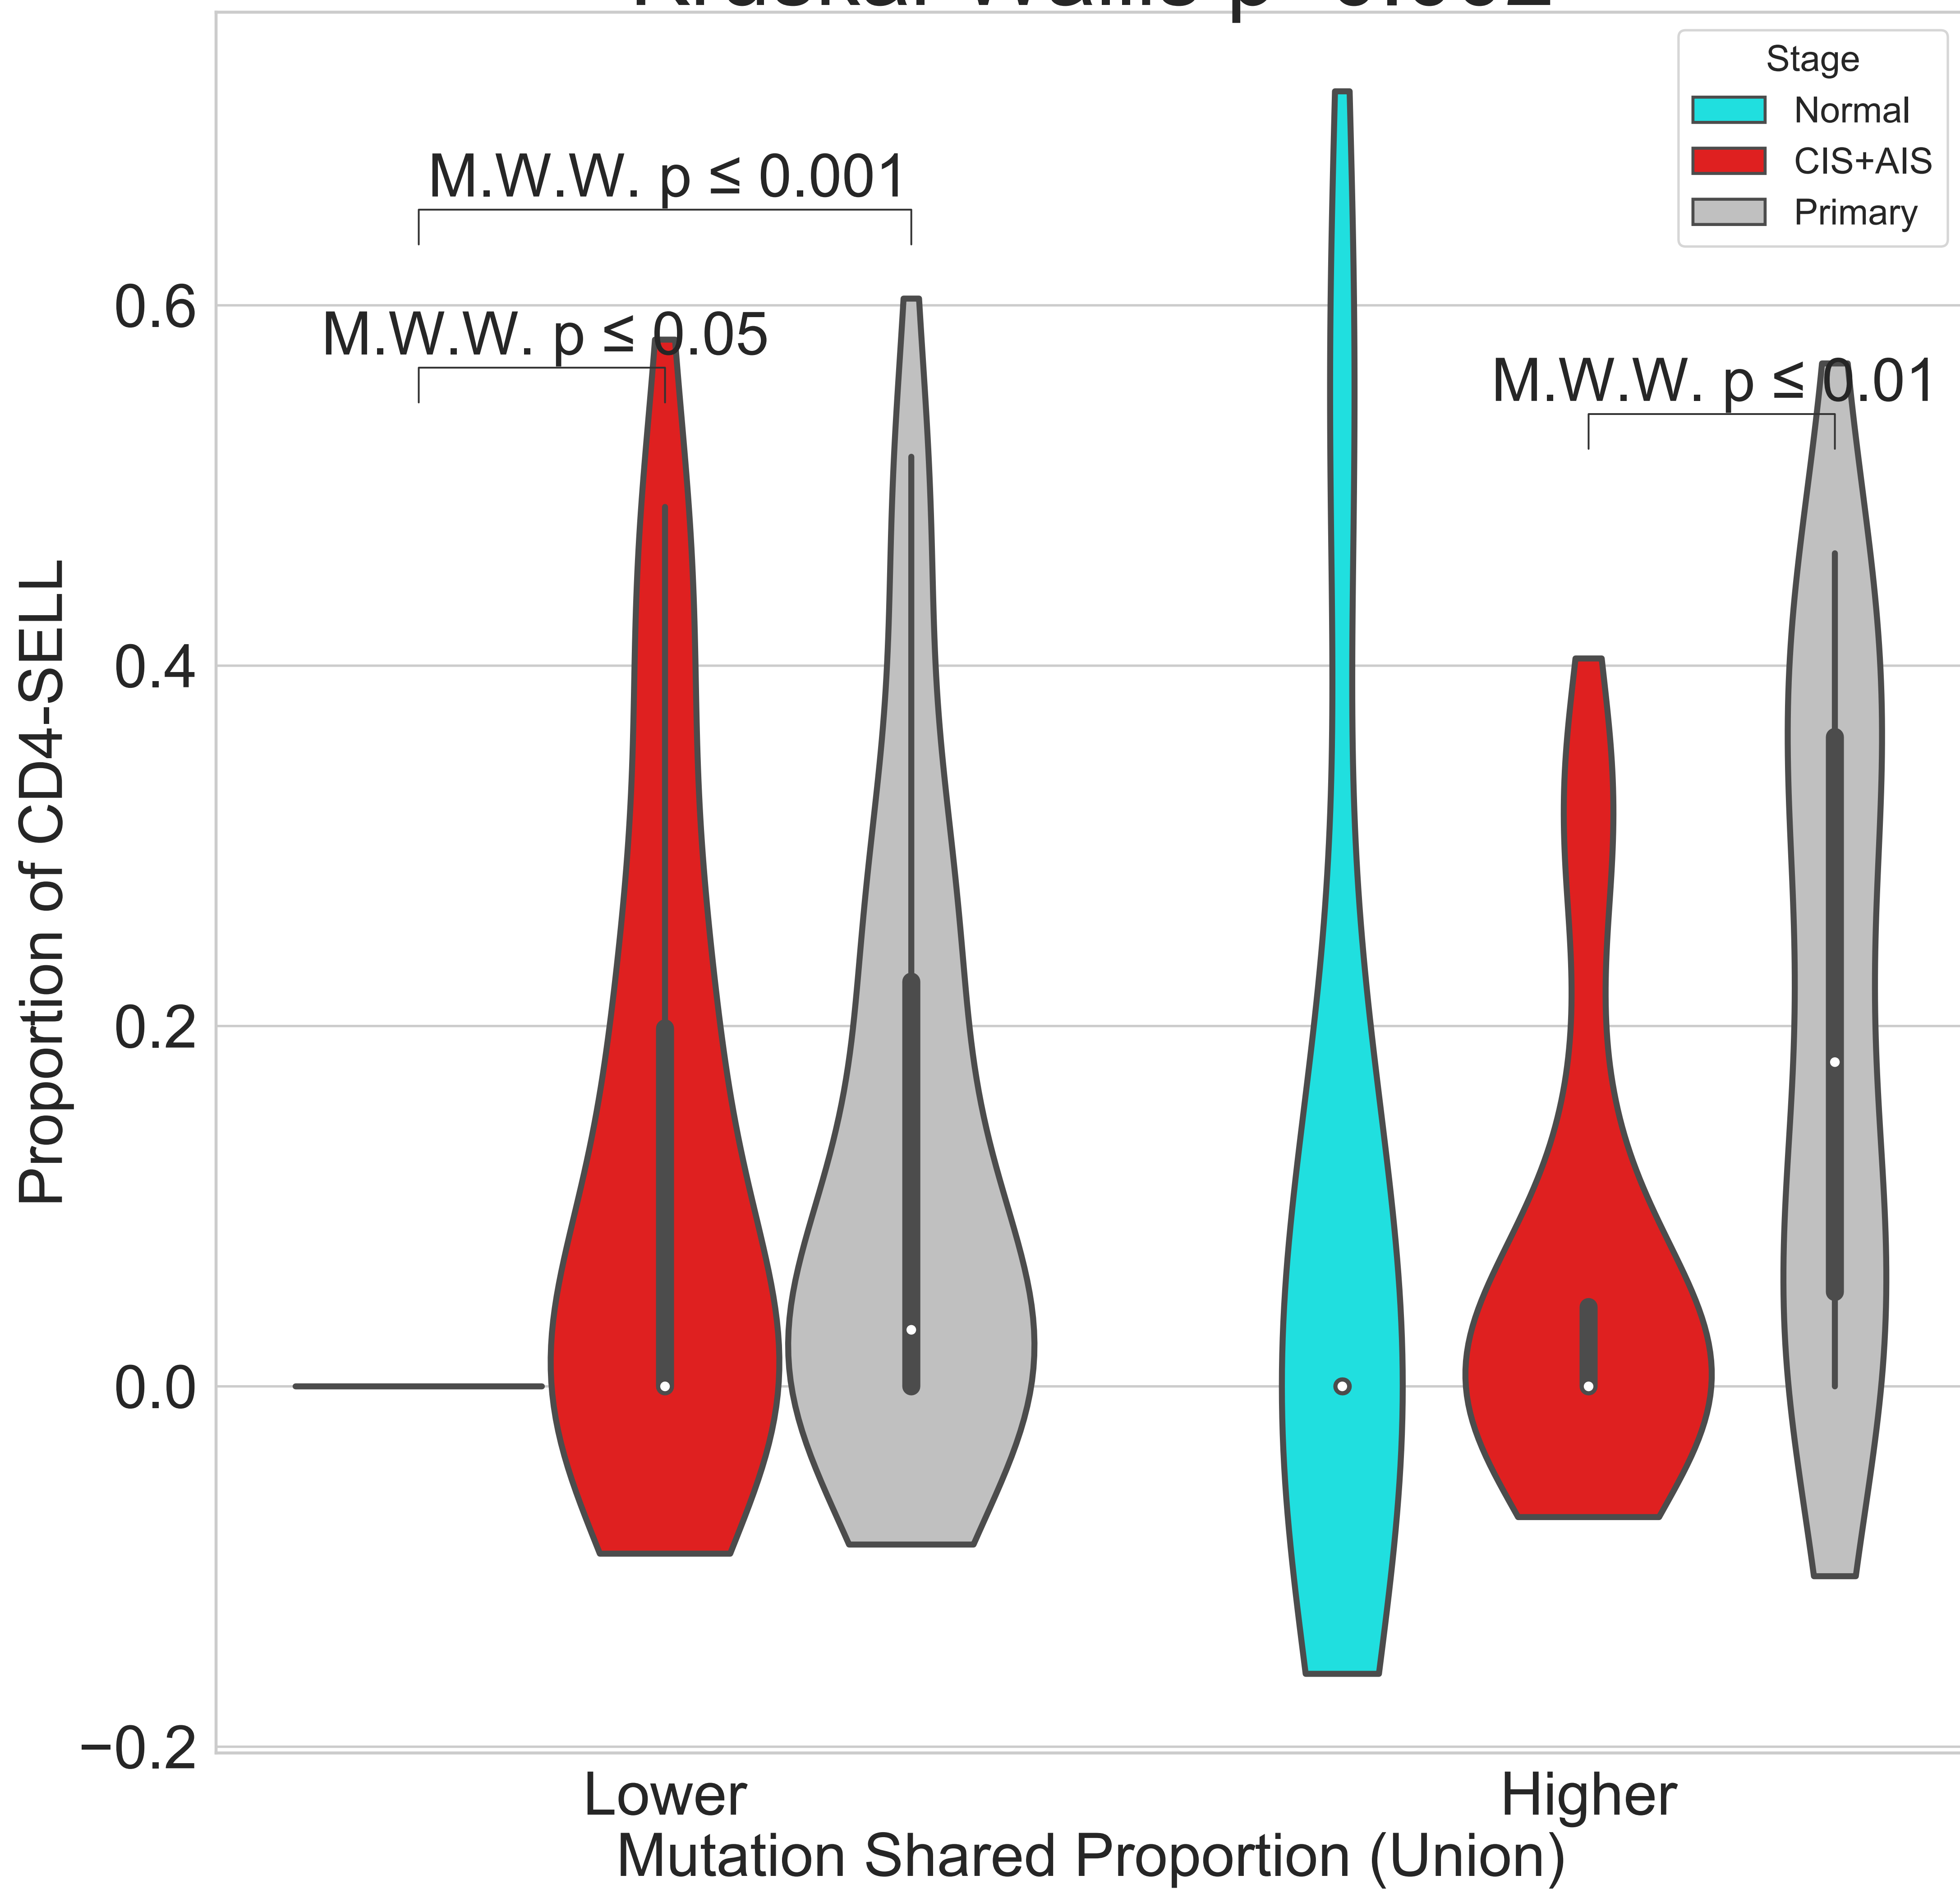 Stage
Normal
CIS+AIS
Primary
M.W.W. p ≤ 0.001
M.W.W. p ≤ 0.05
M.W.W. p ≤ 0.01
Proportion of CD4-SELL
0.6
0.4
0.2
0.0
−0.2
Lower
Higher
Mutation Shared Proportion (Union)